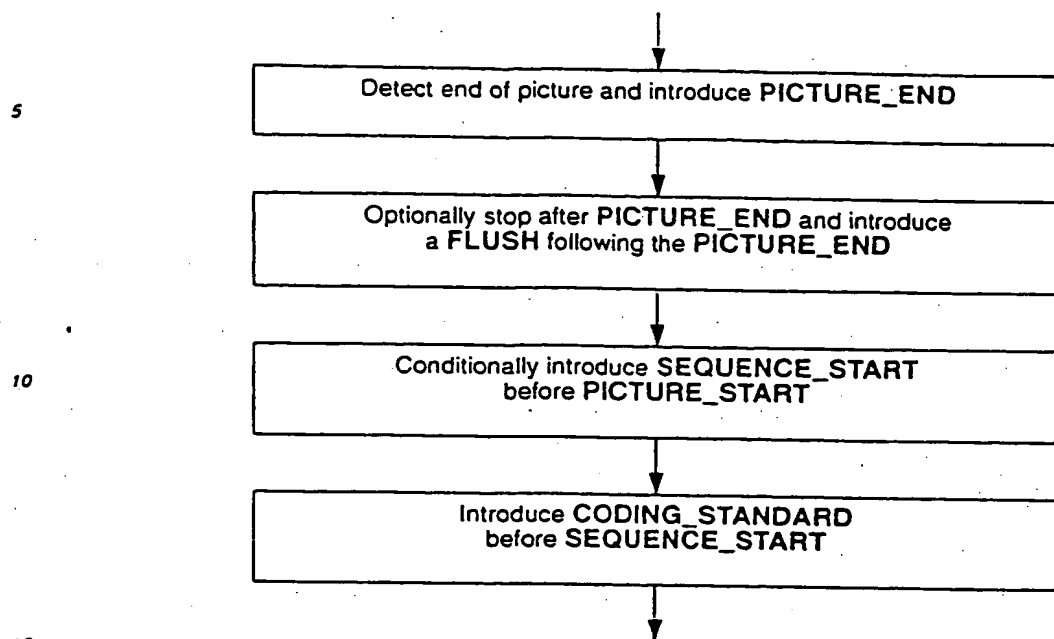 5
Detect end of picture and introduce PICTURE_END
Optionally stop after PICTURE_END and introduce
a FLUSH following the PICTURE_END
10
Conditionally introduce SEQUENCE_START
before PICTURE_START
Introduce CODING_STANDARD
before SEQUENCE_START